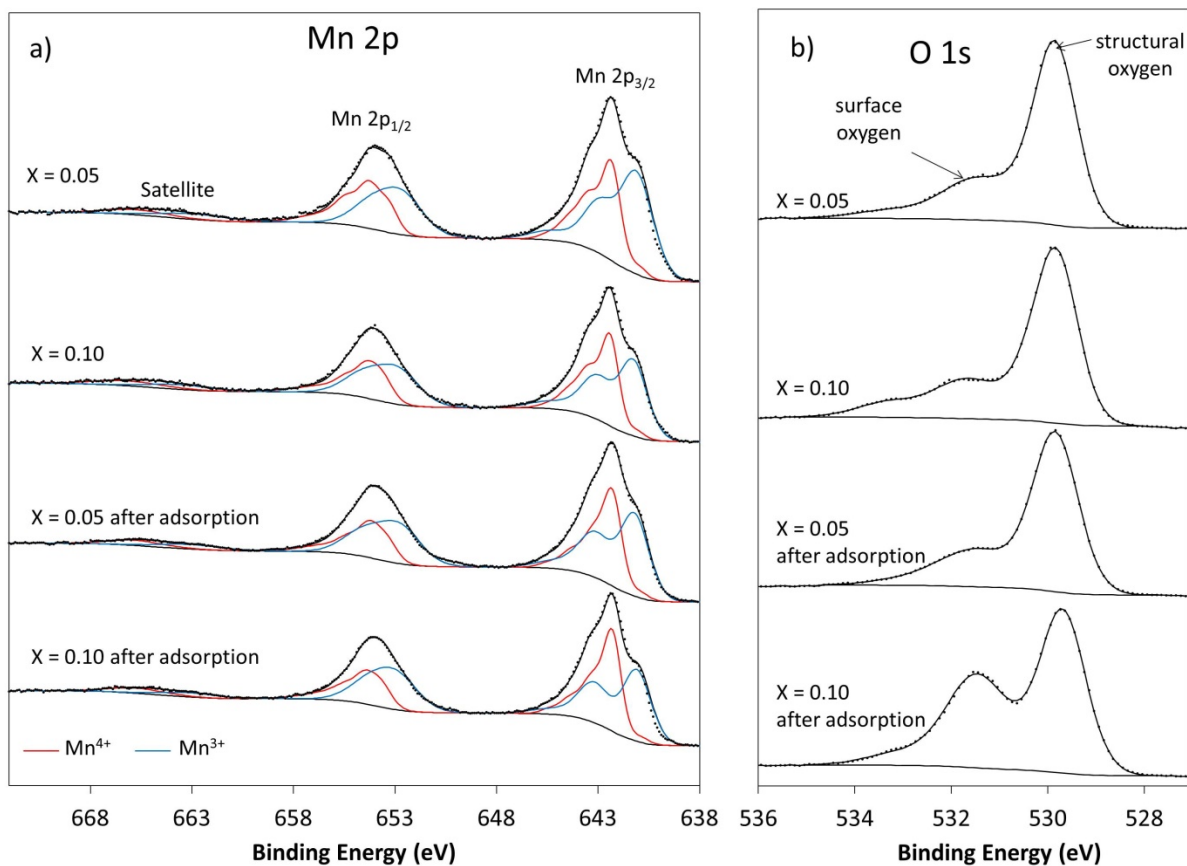 a)
Mn 2p
Mn 2p3/2
Mn 2p1/2
X = 0.05
Satellite
X = 0.10
X = 0.05 after adsorption
X = 0.10 after adsorption
Mn4+
Mn3+
668
663
658
653
648
643
638
Binding Energy (eV)
b)
O 1s
structural
oxygen
surface
oxygen
X = 0.05
X = 0.10
X = 0.05
after adsorption
X = 0.10
after adsorption
536
534
532
530
528
Binding Energy (eV)